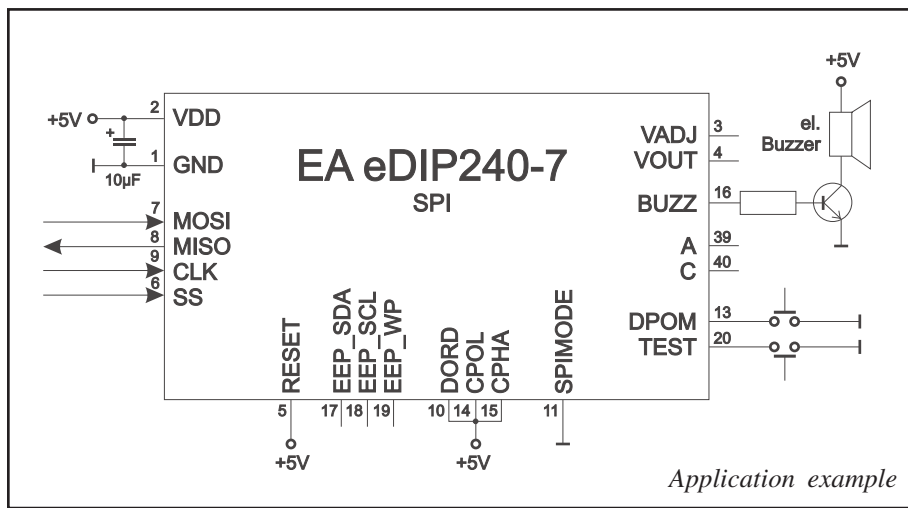 +5V
2
VDD
+
1
GND
10µF
7
MOSI
8
MISO
9
CLK
6
SS
EA eDIP240-7
SPI
VADJ
3
VOUT
4
BUZZ
16
A
39
C
40
DPOM
13
TEST
20
+5V
el.
Buzzer
RESET
EEP_SDA
EEP_SCL
EEP_WP
DORD
CPOL
CPHA
SPIMODE
5
17
18
19
10
14
15
11
+5V
+5V
Application example